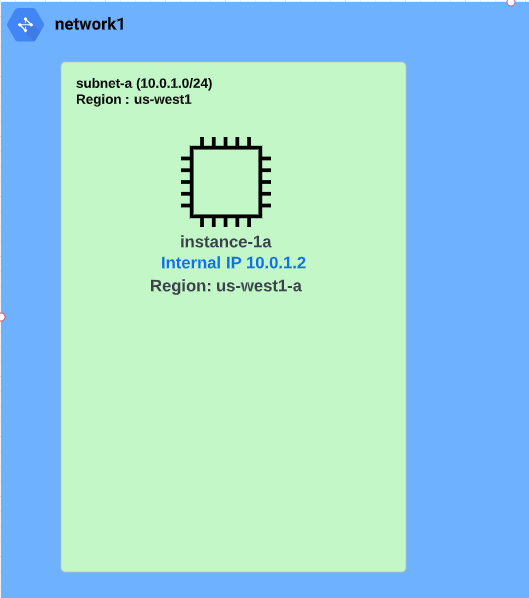 network1
subnet-a (10.0.1.0/24)
Region : us-west1
instance-1a
Internal IP 10.0.1.2
Region: us-west1-a